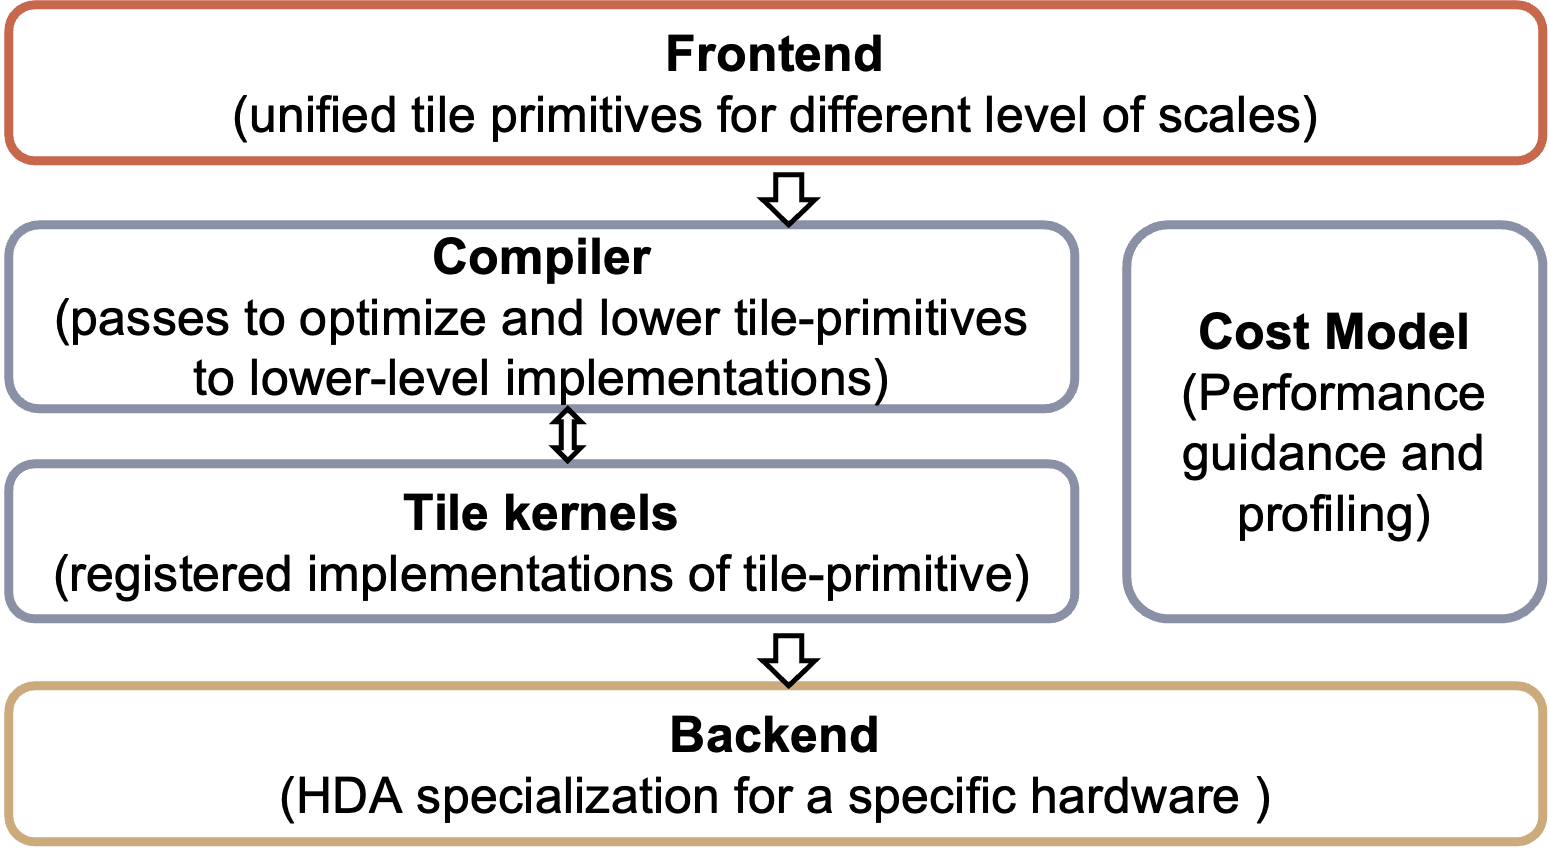 Frontend
(unified tile primitives for different level of scales)
Compiler
(passes to optimize and lower tile-primitives
to lower-level implementations)
Tile kernels
(registered implementations of tile-primitive)
Cost Model
(Performance
guidance and
profiling)
Backend
(HDA specialization for a specific hardware )